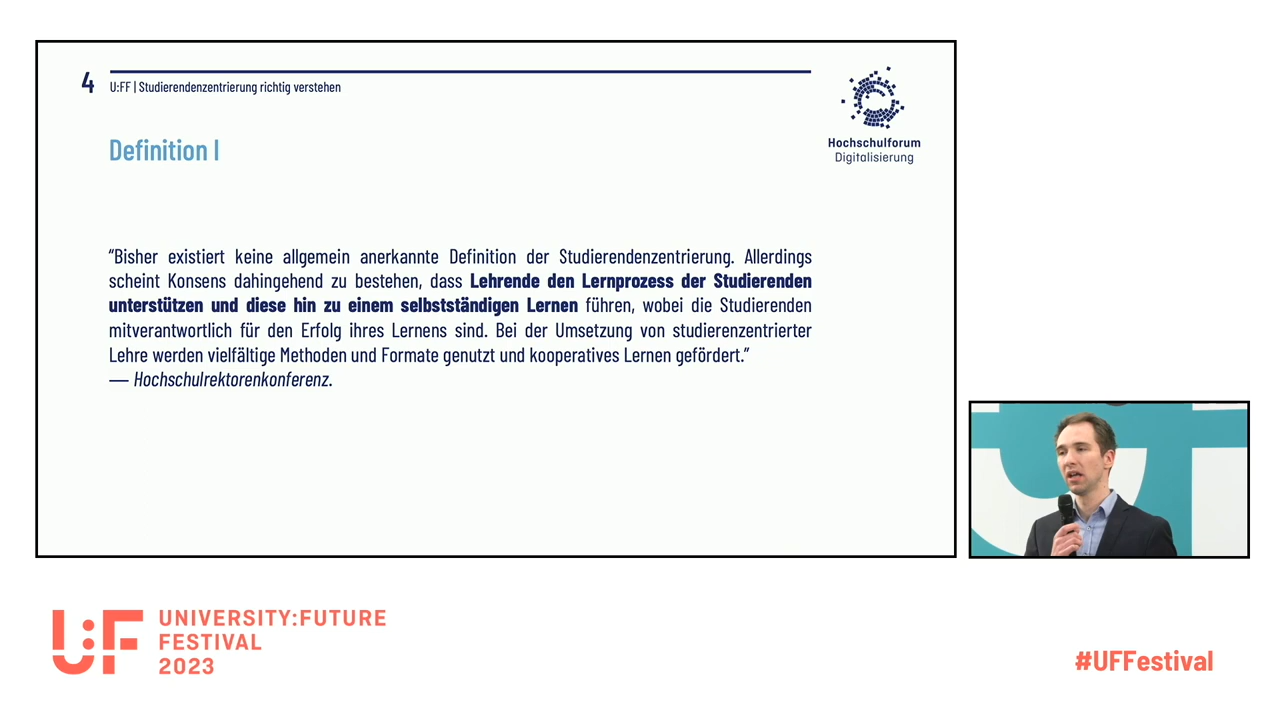 4
U:FF | Studierendenzentrierung richtig verstehen
Hochschulforum
Digitalisierung
Definition I
“Bisher existiert keine allgemein anerkannte Definition der Studierendenzentrierung. Allerdings
scheint Konsens dahingehend zu bestehen, dass Lehrende den Lernprozess der Studierenden
unterstützen und diese hin zu einem selbstständigen Lernen führen, wobei die Studierenden
mitverantwortlich für den Erfolg ihres Lernens sind. Bei der Umsetzung von studierenzentrierter
Lehre werden vielfältige Methoden und Formate genutzt und kooperatives Lernen gefördert.”
— Hochschulrektorenkonferenz.
U:F
UNIVERSITY:FUTURE
FESTIVAL
2023
#UFFestival